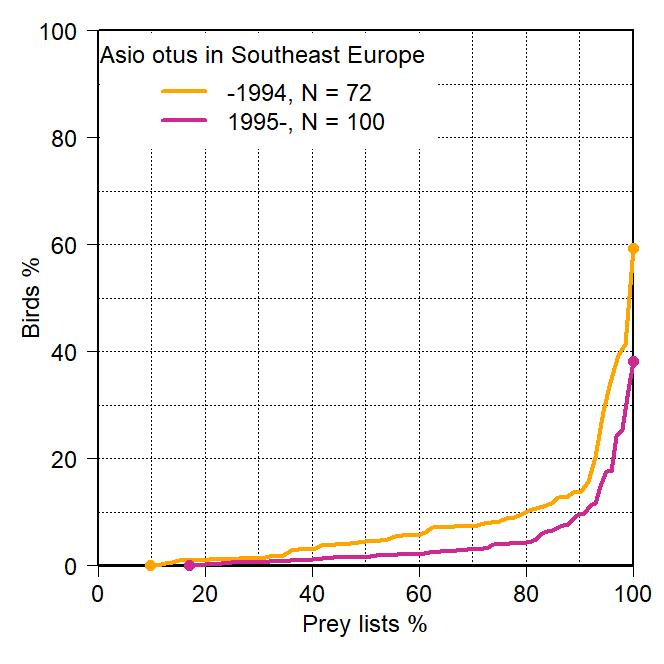 Asio otus in Southeast Europe
-1994, N = 72
1995-, N = 100
Birds %
100
80
60
40
20
0
0 20 40 60 80 100
Prey lists %